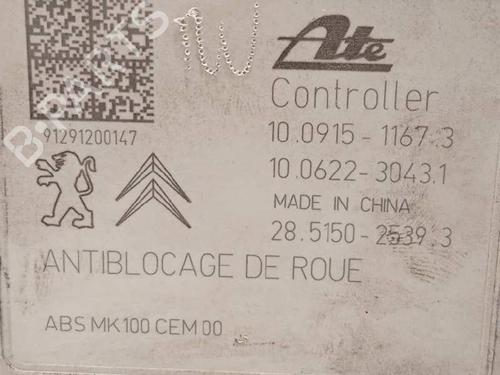 Ate
Controller
91291200147
10.0915-1167.3
10.0622-3043.1
MADE IN CHINA
28.5150-2539.3
ANTIBLOCAGE DE ROUE
ABS MK100 CEM 00
B-PARTS